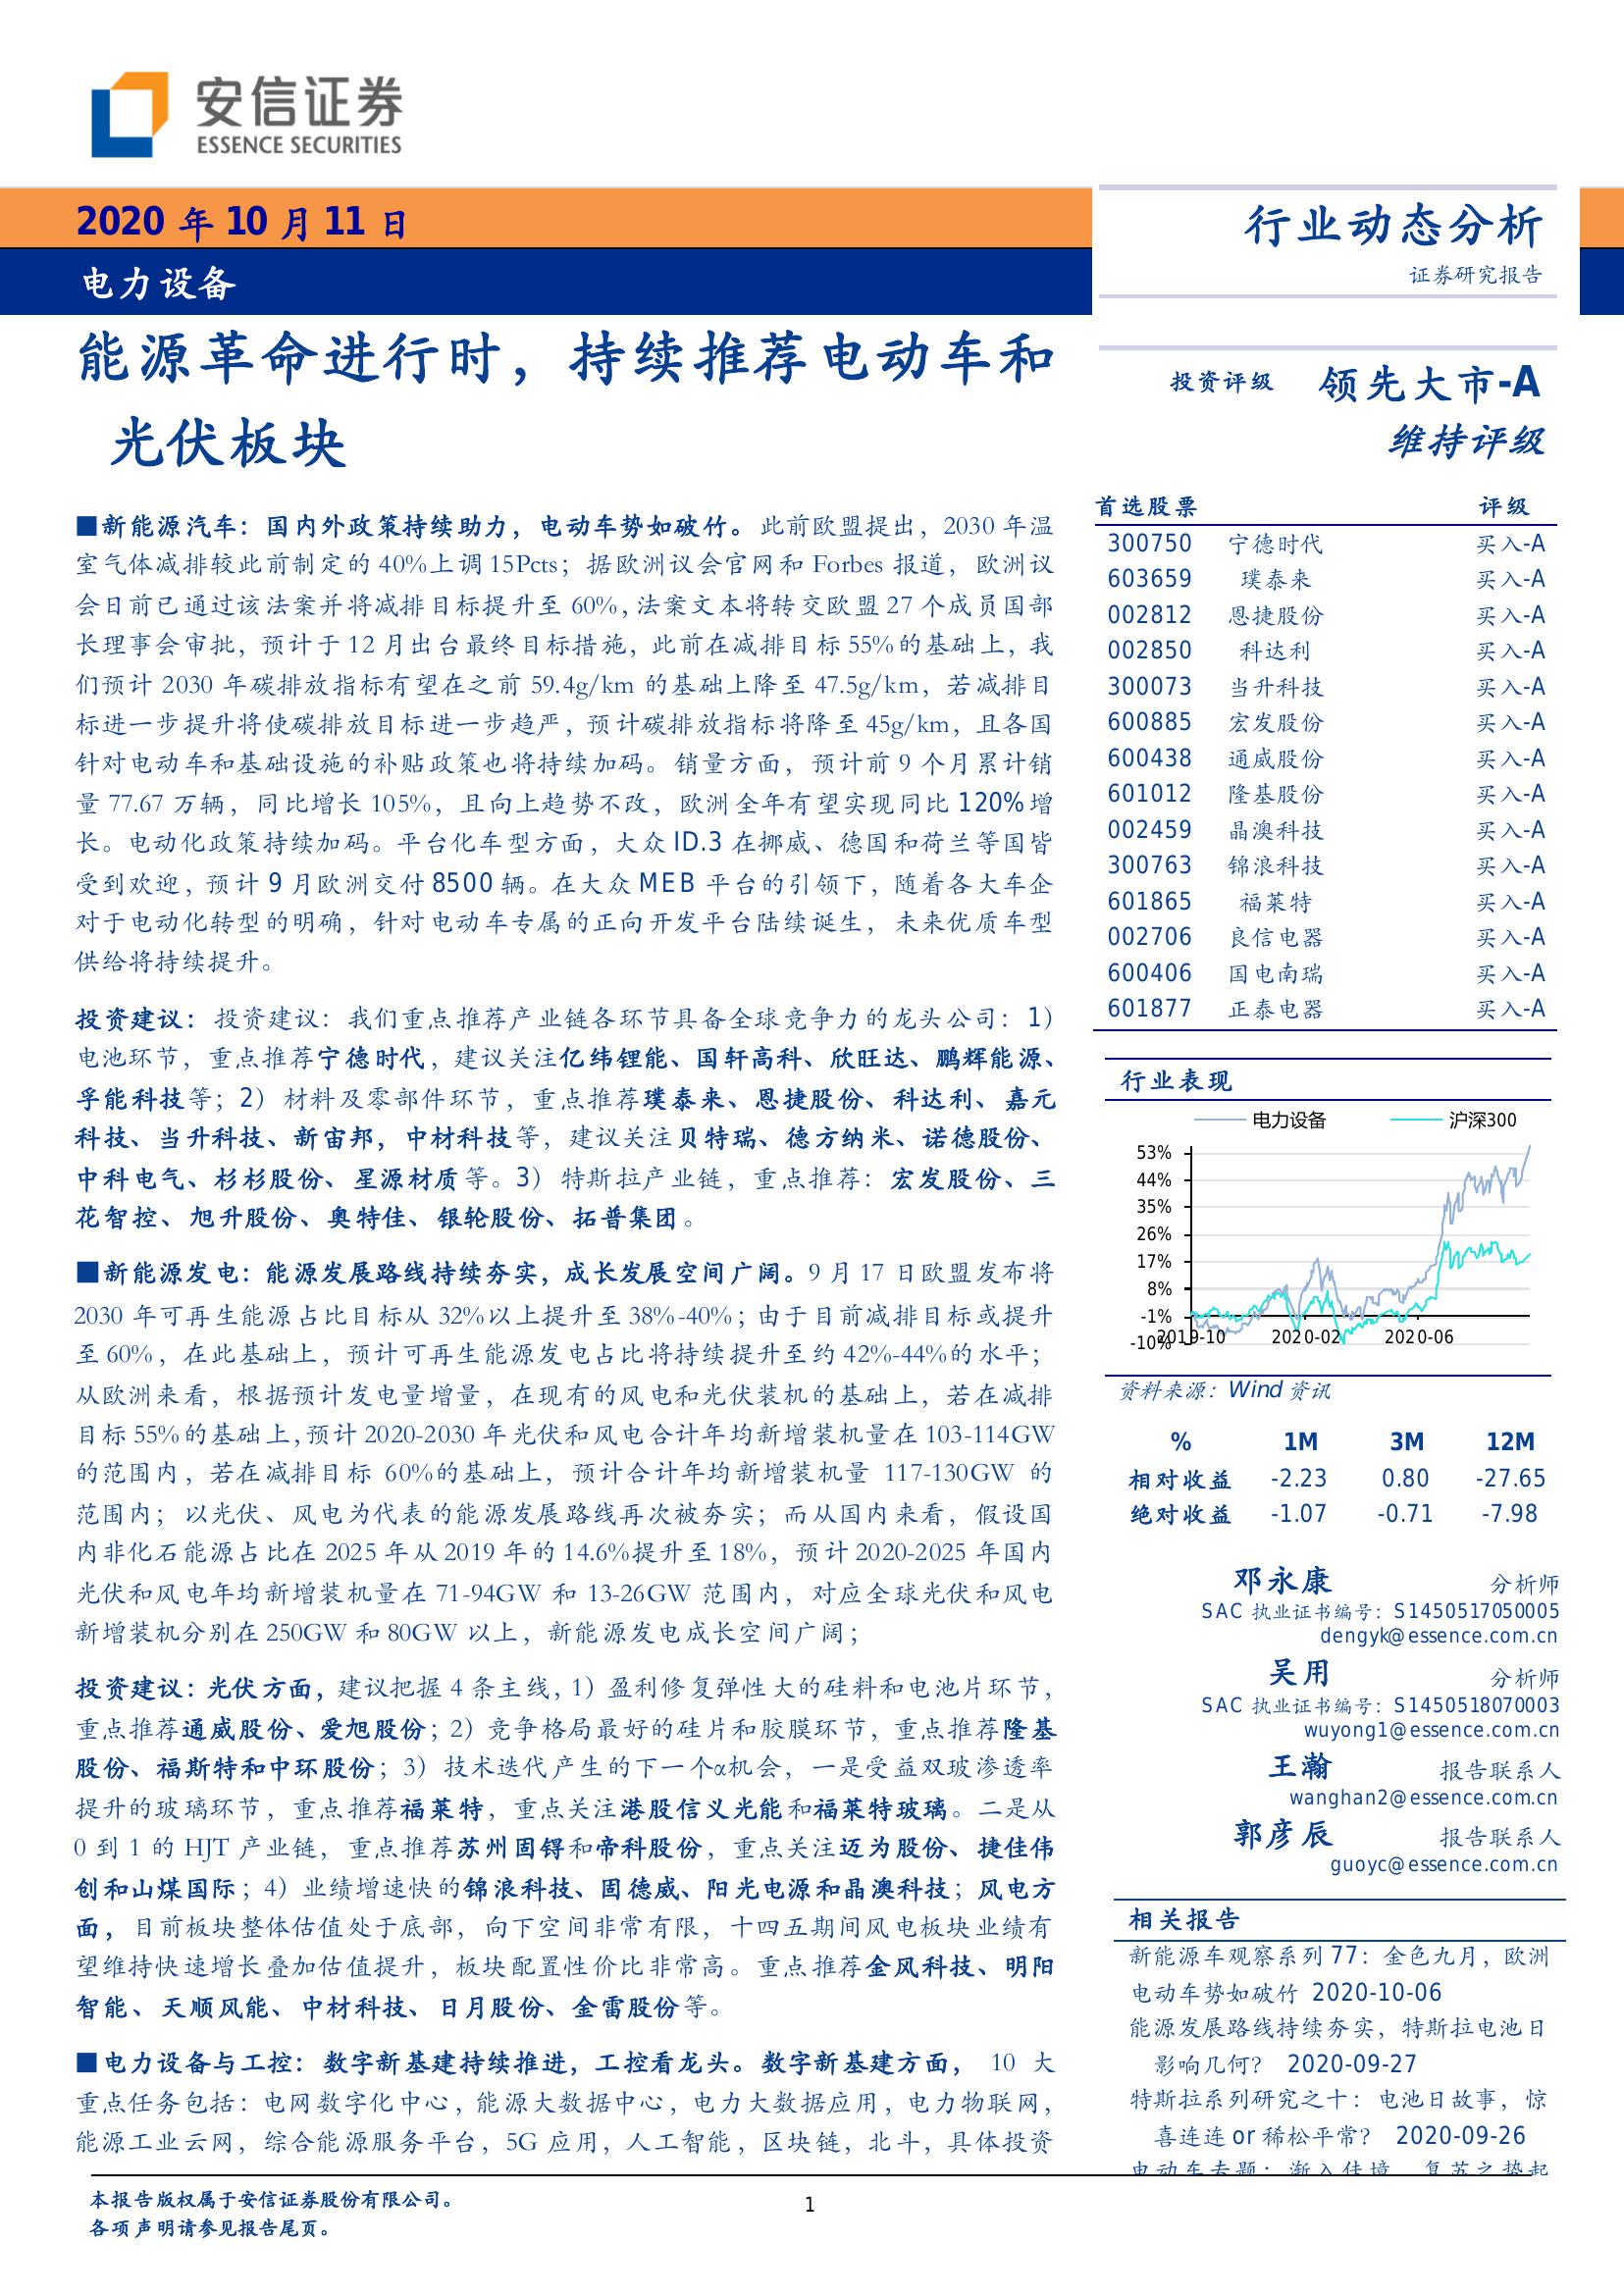 安信证券
ESSENCE SECURITIES
2020 年 10 月 11 日
电力设备
能源革命进行时，持续推荐电动车和
光伏板块
■新能源汽车：国内外政策持续助力，电动车势如破竹。此前欧盟提出，2030 年温
室气体减排较此前制定的 40%上调 15Pcts；据欧洲议会官网和 Forbes 报道，欧洲议
会日前已通过该法案并将减排目标提升至 60%，法案文本将转交欧盟 27 个成员国部
长理事会审批，预计于 12 月出台最终目标措施，此前在减排目标 55%的基础上，我
们预计 2030 年碳排放指标有望在之前 59.4g/km 的基础上降至 47.5g/km，若减排目
标进一步提升将使碳排放目标进一步趋严，预计碳排放指标将降至 45g/km，且各国
针对电动车和基础设施的补贴政策也将持续加码。销量方面，预计前 9 个月累计销
量 77.67 万辆，同比增长 105%，且向上趋势不改，欧洲全年有望实现同比 120%增
长。电动化政策持续加码。平台化车型方面，大众 ID.3 在挪威、德国和荷兰等国皆
受到欢迎，预计 9 月欧洲交付 8500 辆。在大众 MEB 平台的引领下，随着各大车企
对于电动化转型的明确，针对电动车专属的正向开发平台陆续诞生，未来优质车型
供给将持续提升。
投资建议：投资建议：我们重点推荐产业链各环节具备全球竞争力的龙头公司：1）
电池环节，重点推荐宁德时代，建议关注亿纬锂能、国轩高科、欣旺达、鹏辉能源、
孚能科技等；2）材料及零部件环节，重点推荐璞泰来、恩捷股份、科达利、嘉元
科技、当升科技、新宙邦，中材科技等，建议关注贝特瑞、德方纳米、诺德股份、
中科电气、杉杉股份、星源材质等。3）特斯拉产业链，重点推荐：宏发股份、三
花智控、旭升股份、奥特佳、银轮股份、拓普集团。
■新能源发电：能源发展路线持续夯实，成长发展空间广阔。9 月 17 日欧盟发布将
2030 年可再生能源占比目标从 32%以上提升至 38%-40%；由于目前减排目标或提升
至 60%，在此基础上，预计可再生能源发电占比将持续提升至约 42%-44%的水平；
从欧洲来看，根据预计发电量增量，在现有的风电和光伏装机的基础上，若在减排
目标 55%的基础上，预计 2020-2030 年光伏和风电合计年均新增装机量在 103-114GW
的范围内，若在减排目标 60%的基础上，预计合计年均新增装机量 117-130GW 的
范围内；以光伏、风电为代表的能源发展路线再次被夯实；而从国内来看，假设国
内非化石能源占比在 2025 年从 2019 年的 14.6%提升至 18%，预计 2020-2025 年国内
光伏和风电年均新增装机量在 71-94GW 和 13-26GW 范围内，对应全球光伏和风电
新增装机分别在 250GW 和 80GW 以上，新能源发电成长空间广阔；
投资建议：光伏方面，建议把握 4 条主线，1）盈利修复弹性大的硅料和电池片环节，
重点推荐通威股份、爱旭股份；2）竞争格局最好的硅片和胶膜环节，重点推荐隆基
股份、福斯特和中环股份；3）技术迭代产生的下一个α机会，一是受益双玻渗透率
提升的玻璃环节，重点推荐福莱特，重点关注港股信义光能和福莱特玻璃。二是从
0 到 1 的 HJT 产业链，重点推荐苏州固锝和帝科股份，重点关注迈为股份、捷佳伟
创和山煤国际；4）业绩增速快的锦浪科技、固德威、阳光电源和晶澳科技；风电方
面，目前板块整体估值处于底部，向下空间非常有限，十四五期间风电板块业绩有
望维持快速增长叠加估值提升，板块配置性价比非常高。重点推荐金风科技、明阳
智能、天顺风能、中材科技、日月股份、金雷股份等。
■电力设备与工控：数字新基建持续推进，工控看龙头。数字新基建方面， 10 大
重点任务包括：电网数字化中心，能源大数据中心，电力大数据应用，电力物联网，
能源工业云网，综合能源服务平台，5G 应用，人工智能，区块链，北斗，具体投资
行业动态分析
证券研究报告
投资评级 领先大市-A
维持评级
首选股票 评级
300750 宁德时代 买入-A
603659 璞泰来 买入-A
002812 恩捷股份 买入-A
002850 科达利 买入-A
300073 当升科技 买入-A
600885 宏发股份 买入-A
600438 通威股份 买入-A
601012 隆基股份 买入-A
002459 晶澳科技 买入-A
300763 锦浪科技 买入-A
601865 福莱特 买入-A
002706 良信电器 买入-A
600406 国电南瑞 买入-A
601877 正泰电器 买入-A
行业表现
电力设备 沪深300
53%
44%
35%
26%
17%
8%
-1%
-10%
2019-10 2020-02 2020-06
资料来源：Wind 资讯
% 1M 3M 12M
相对收益 -2.23 0.80 -27.65
绝对收益 -1.07 -0.71 -7.98
邓永康 分析师
SAC 执业证书编号：S1450517050005
dengyk@essence.com.cn
吴用 分析师
SAC 执业证书编号：S1450518070003
wuyong1@essence.com.cn
王瀚 报告联系人
wanghan2@essence.com.cn
郭彦辰 报告联系人
guoyc@essence.com.cn
相关报告
新能源车观察系列 77：金色九月，欧洲
电动车势如破竹 2020-10-06
能源发展路线持续夯实，特斯拉电池日
影响几何？ 2020-09-27
特斯拉系列研究之十：电池日故事，惊
喜连连 or 稀松平常？ 2020-09-26
电动车专题：渐入佳境，复苏之势起
本报告版权属于安信证券股份有限公司。
各项声明请参见报告尾页。
1